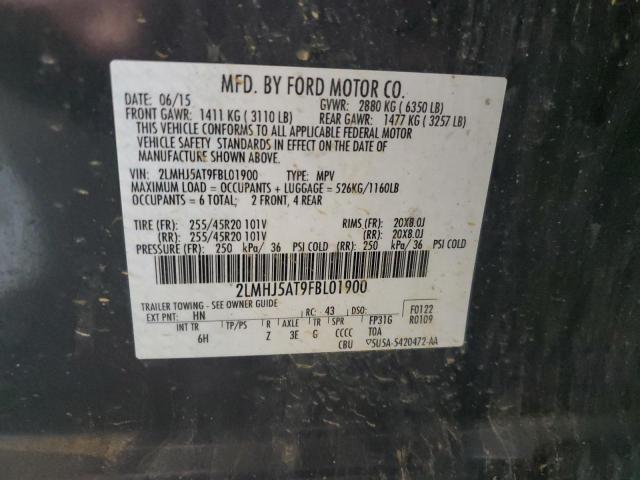 MFD. BY FORD MOTOR CO.
DATE: 06/15 GVWR: 2880 KG ( 6350 LB)
FRONT GAWR: 1411 KG ( 3110 LB) REAR GAWR: 1477 KG ( 3257 LB)
THIS VEHICLE CONFORMS TO ALL APPLICABLE FEDERAL MOTOR
VEHICLE SAFETY STANDARDS IN EFFECT ON THE DATE OF
MANUFACTURE SHOWN ABOVE.
VIN: 2LMHJ5AT9FBL01900 TYPE: MPV
MAXIMUM LOAD = OCCUPANTS + LUGGAGE = 526KG/1160LB
OCCUPANTS = 6 TOTAL; 2 FRONT, 4 REAR
TIRE (FR): 255/45R20 101V RIMS (FR): 20X8.0J
(RR): 255/45R20 101V (RR): 20X8.0J
PRESSURE (FR): 250 kPa/ 36 PSI COLD (RR): 250 kPa/ 36 PSI COLD
2LMHJ5AT9FBL01900
TRAILER TOWING - SEE OWNER GUIDE
EXT PNT: HN RC: 43 DSO: F0122
R0109
INT TR TP/PS R AXLE TR SPR FP31G
6H Z 3E G CCCC TOA
CBU 5U5A-5420472-AA